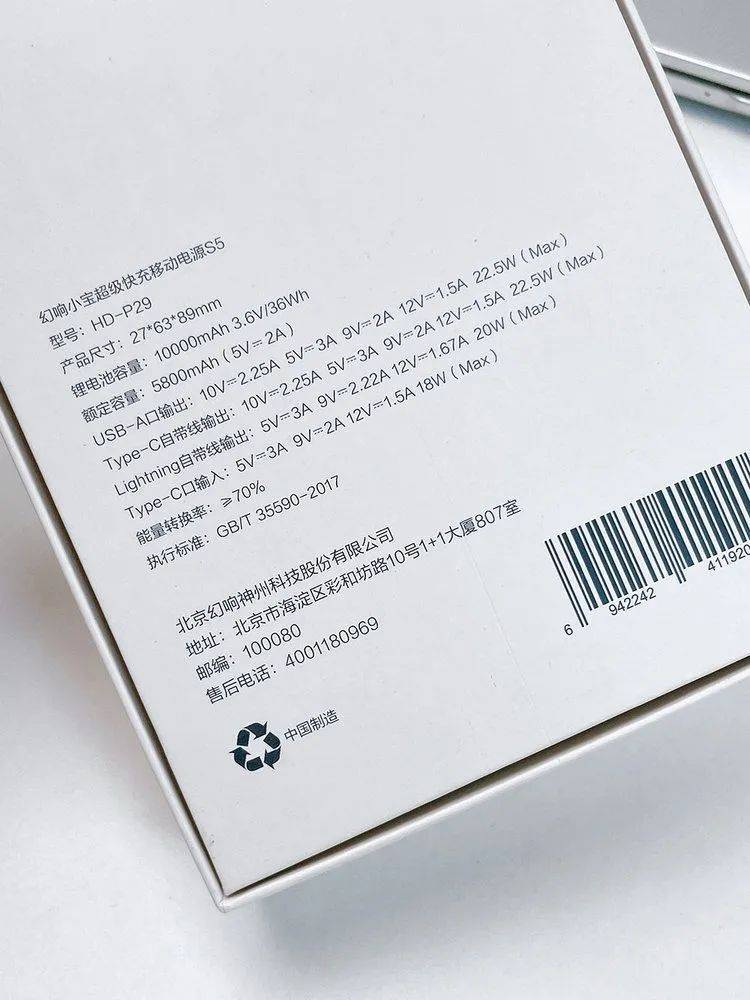 幻响小宝超级快充移动电源S5
型号：HD-P29
产品尺寸：27*63*89mm
锂电池容量：10000mAh 3.6V/36Wh
额定容量：5800mAh（5V⎓2A）
USB-A口输出：10V⎓2.25A 5V⎓3A 9V⎓2A 12V⎓1.5A 22.5W（Max）
Type-C自带线输出：10V⎓2.25A 5V⎓3A 9V⎓2A 12V⎓1.5A 22.5W（Max）
Lightning自带线输出：5V⎓3A 9V⎓2.22A 12V⎓1.67A 20W（Max）
Type-C口输入：5V⎓3A 9V⎓2A 12V⎓1.5A 18W（Max）
能量转换率：≥70%
执行标准：GB/T 35590-2017
北京幻响神州科技股份有限公司
地址：北京市海淀区彩和坊路10号1+1大厦807室
邮编：100080
售后电话：4001180969
中国制造
6 942242 411920